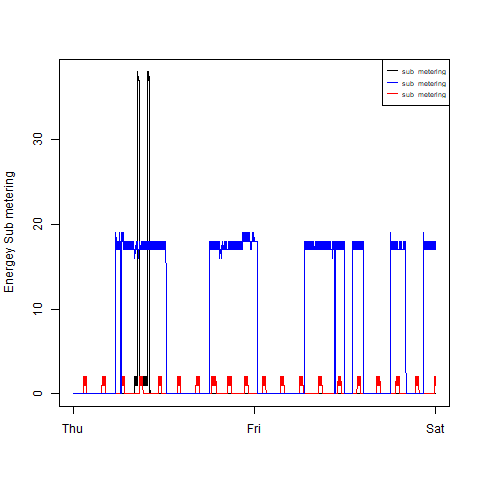 Energey Sub metering
30
20
10
0
Thu Fri Sat
sub metering
sub metering
sub metering